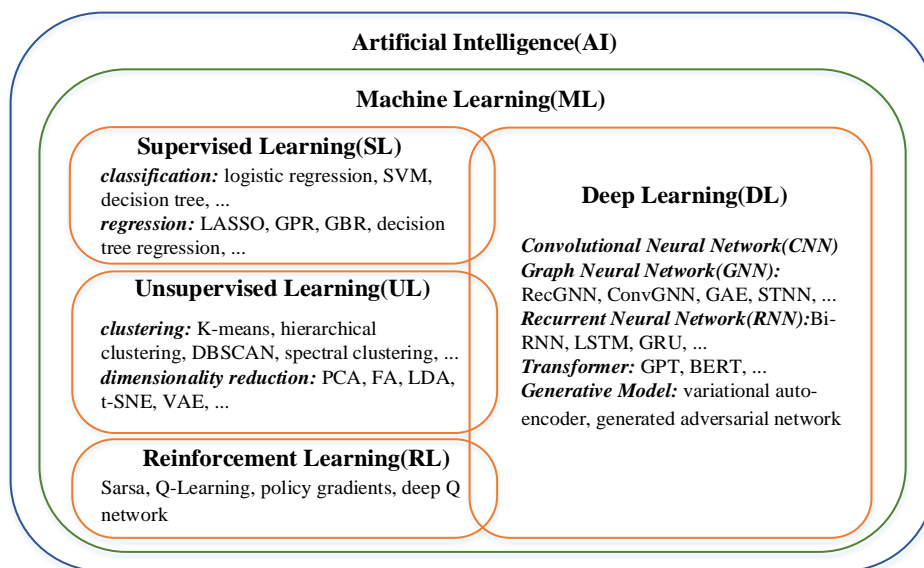 Artificial Intelligence(AI)
Machine Learning(ML)
Supervised Learning(SL)
classification: logistic regression, SVM,
decision tree, ...
regression: LASSO, GPR, GBR, decision
tree regression, ...
Unsupervised Learning(UL)
clustering: K-means, hierarchical
clustering, DBSCAN, spectral clustering, ...
dimensionality reduction: PCA, FA, LDA,
t-SNE, VAE, ...
Reinforcement Learning(RL)
Sarsa, Q-Learning, policy gradients, deep Q
network
Deep Learning(DL)
Convolutional Neural Network(CNN)
Graph Neural Network(GNN):
RecGNN, ConvGNN, GAE, STNN, ...
Recurrent Neural Network(RNN):Bi-
RNN, LSTM, GRU, ...
Transformer: GPT, BERT, ...
Generative Model: variational auto-
encoder, generated adversarial network